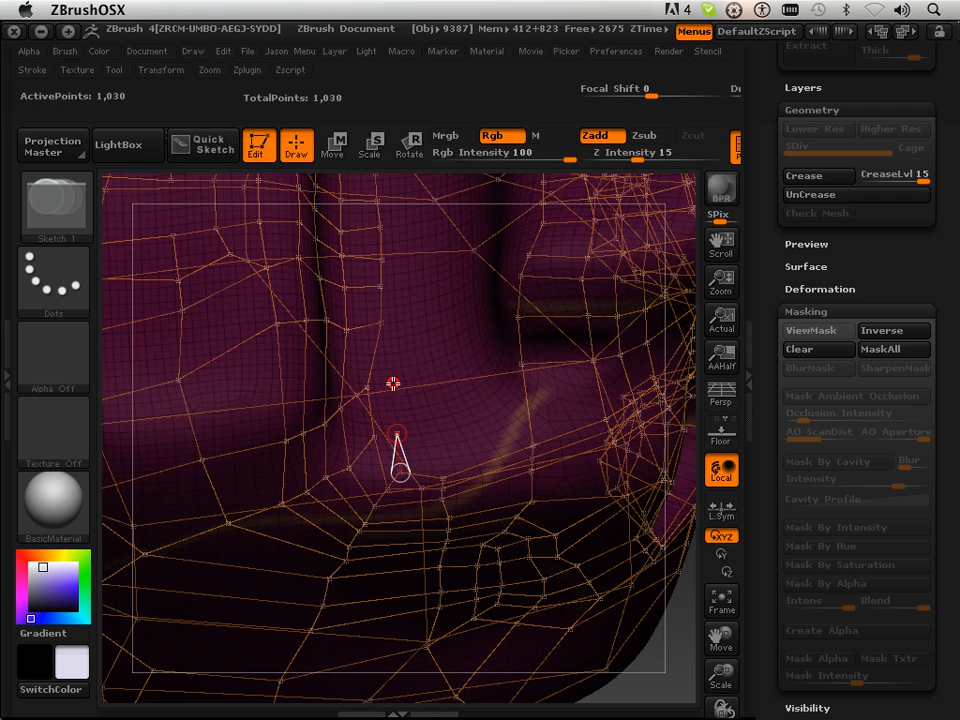 ZBrushOSX
4
ZBrush 4[ZRCM-UMBO-AEGJ-SYDD] ZBrush Document [Obj▸9387] Mem▸412+823 Free▸2675 ZTime▸ Menus DefaultZScript
Alpha Brush Color Document Draw Edit File Jason Menu Layer Light Macro Marker Material Movie Picker Preferences Render Stencil
Stroke Texture Tool Transform Zoom Zplugin Zscript
ActivePoints: 1,030
TotalPoints: 1,030
Focal Shift 0
Projection Master
LightBox
Quick Sketch
Edit
Draw
Move
Scale
Rotate
Mrgb Rgb M
Rgb Intensity 100
Zadd Zsub Zcut
Z Intensity 15
Sketch 1
Dots
Alpha Off
Texture Off
BasicMaterial
Gradient
SwitchColor
BPR
SPix
Scroll
Zoom
Actual
AAHalf
Persp
Floor
Local
L.Sym
XYZ
Y
Z
Frame
Move
Scale
Extract Thick
Layers
Geometry
Lower Res Higher Res
SDiv Cage
Crease CreaseLvl 15
UnCrease
Check Mesh
Preview
Surface
Deformation
Masking
ViewMask Inverse
Clear MaskAll
BlurMask SharpenMask
Mask Ambient Occlusion
Occlusion Intensity
AO ScanDist AO Aperture
Mask By Cavity Blur
Intensity
Cavity Profile
Mask By Intensity
Mask By Hue
Mask By Saturation
Mask By Alpha
Intens Blend
Create Alpha
Mask Alpha Mask Txtr
Mask Intensity
Visibility